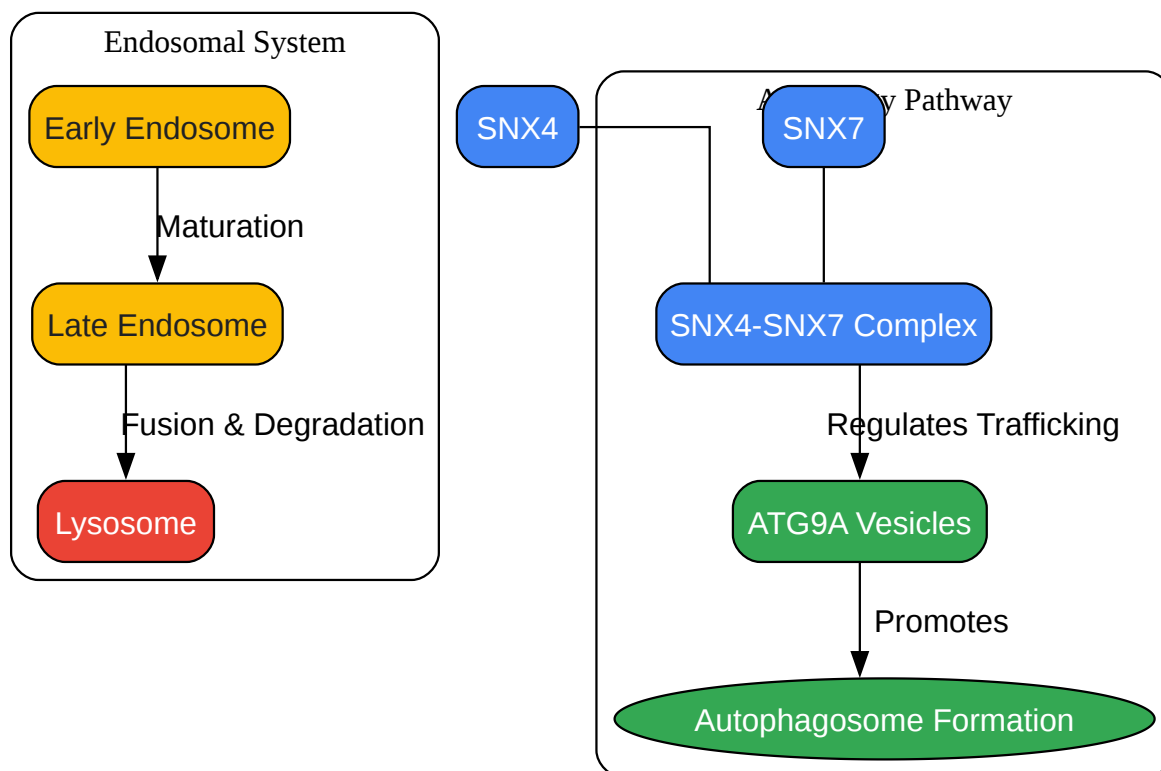 Endosomal System
Early Endosome
Maturation
Late Endosome
Fusion & Degradation
Lysosome
SNX4
Pathway
SNX7
SNX4-SNX7 Complex
Regulates Trafficking
ATG9A Vesicles
Promotes
Autophagosome Formation